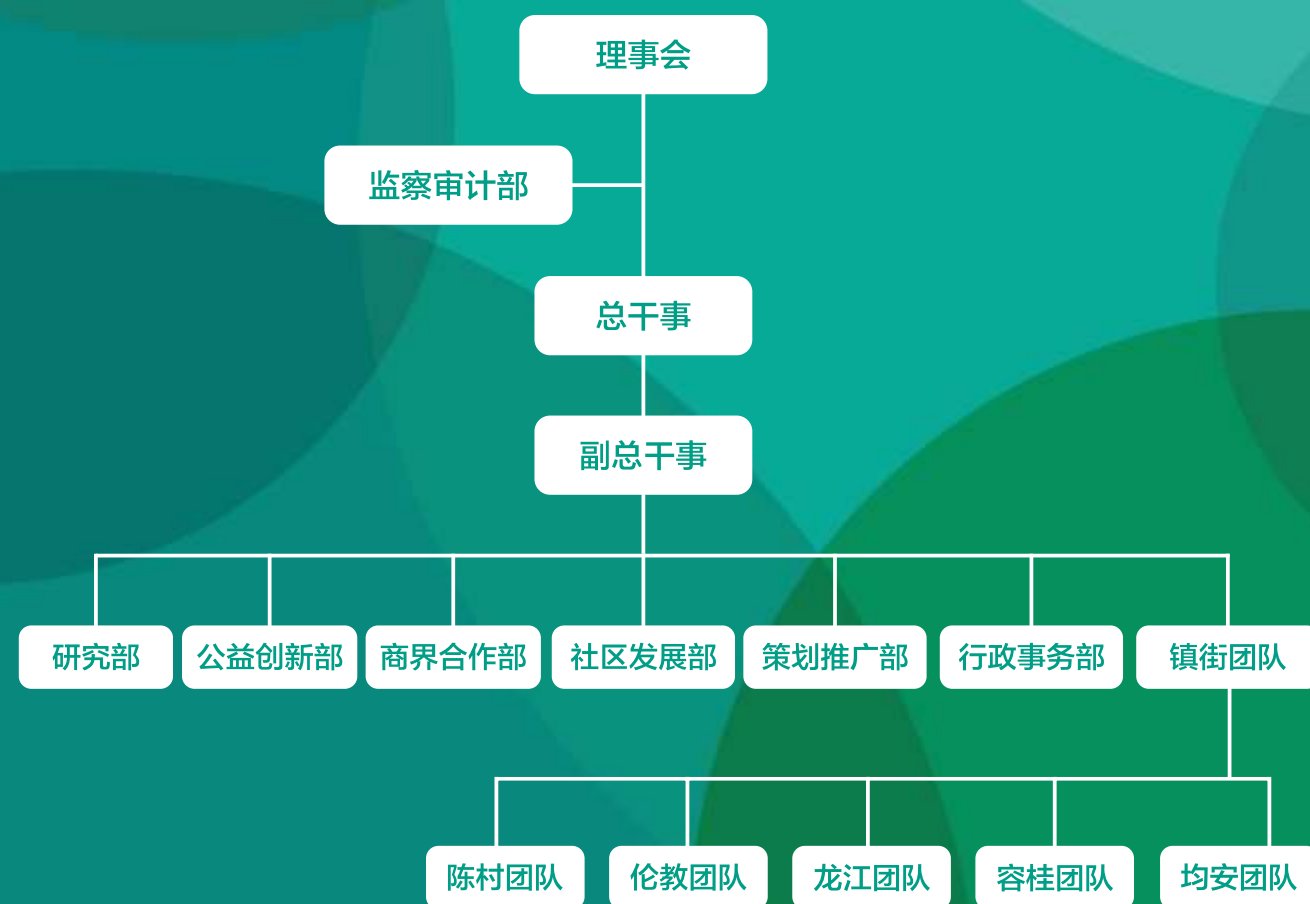 理事会
监察审计部
总干事
副总干事
研究部
公益创新部
商界合作部
社区发展部
策划推广部
行政事务部
镇街团队
陈村团队
伦教团队
龙江团队
容桂团队
均安团队